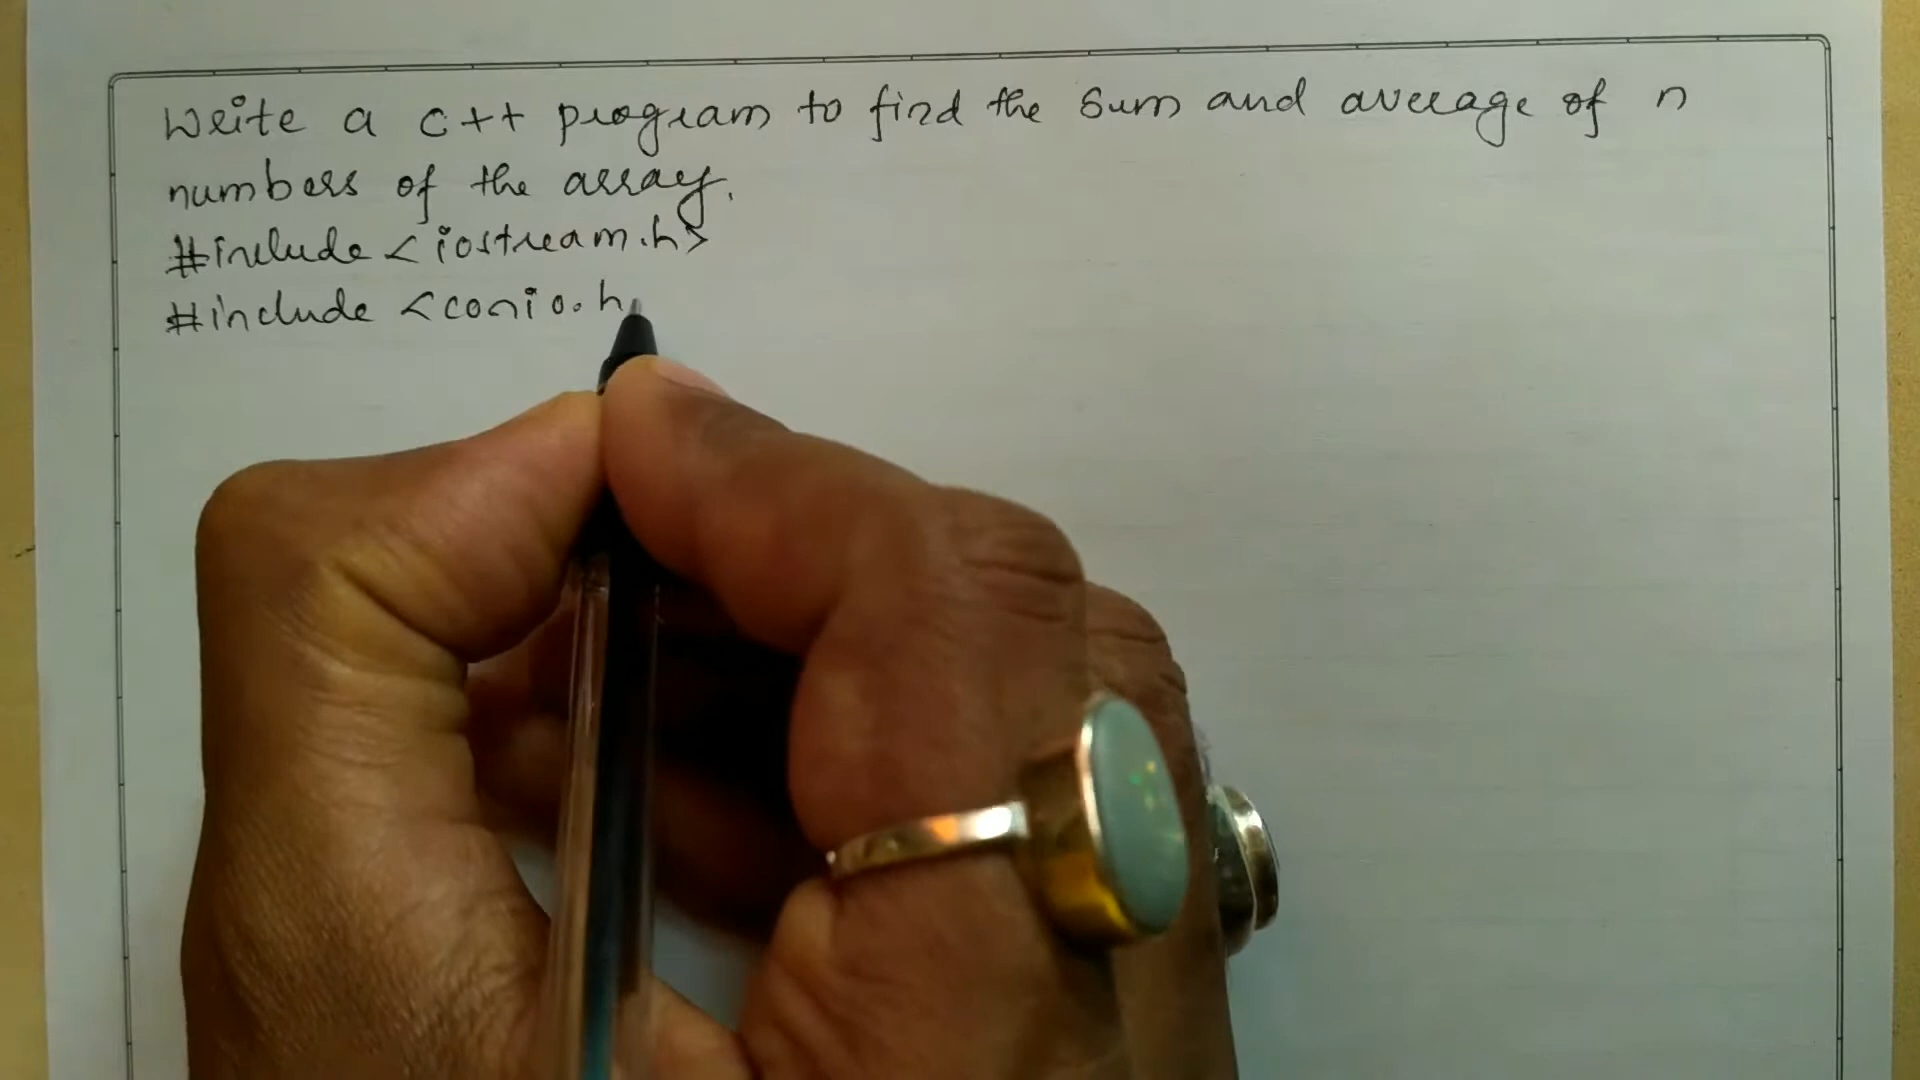 Write a c++ program to find the sum and average of n
numbers of the array.
#include <iostream.h>
#include <conio.h